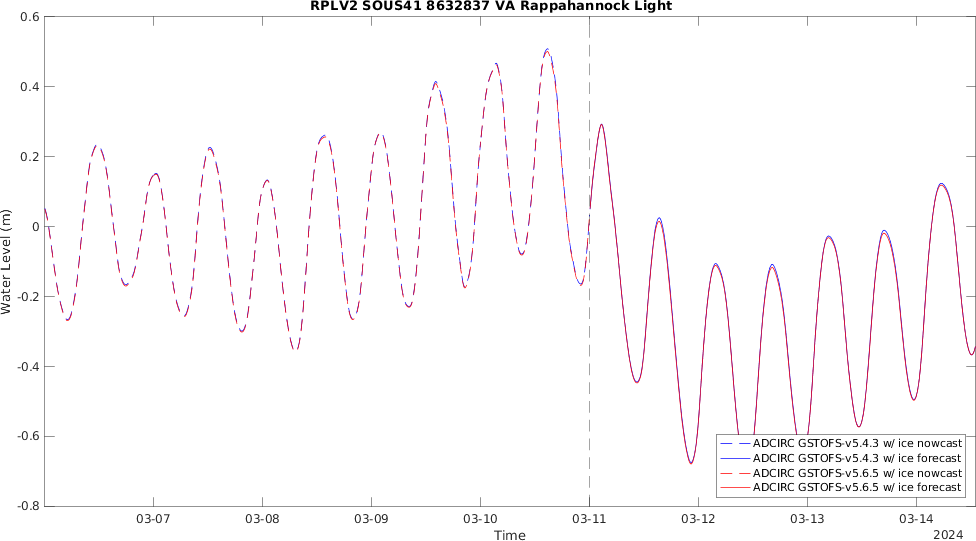 RPLV2 SOUS41 8632837 VA Rappahannock Light
0.6
0.4
0.2
0
-0.2
-0.4
-0.6
-0.8
Water Level (m)
ADCIRC GSTOFS-v5.4.3 w/ ice nowcast
ADCIRC GSTOFS-v5.4.3 w/ ice forecast
ADCIRC GSTOFS-v5.6.5 w/ ice nowcast
ADCIRC GSTOFS-v5.6.5 w/ ice forecast
03-07 03-08 03-09 03-10 03-11 03-12 03-13 03-14
Time
2024